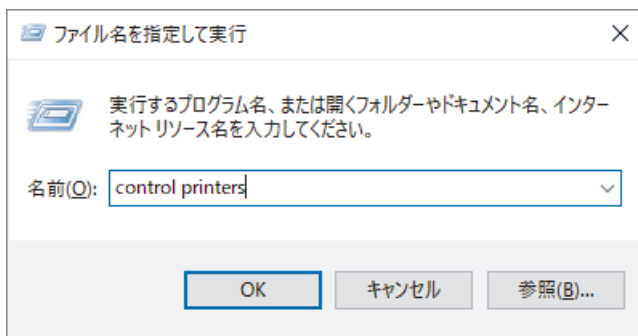 ファイル名を指定して実行
実行するプログラム名、または開くフォルダーやドキュメント名、インター
ネット リソース名を入力してください。
名前(O): control printers
OK キャンセル 参照(B)...